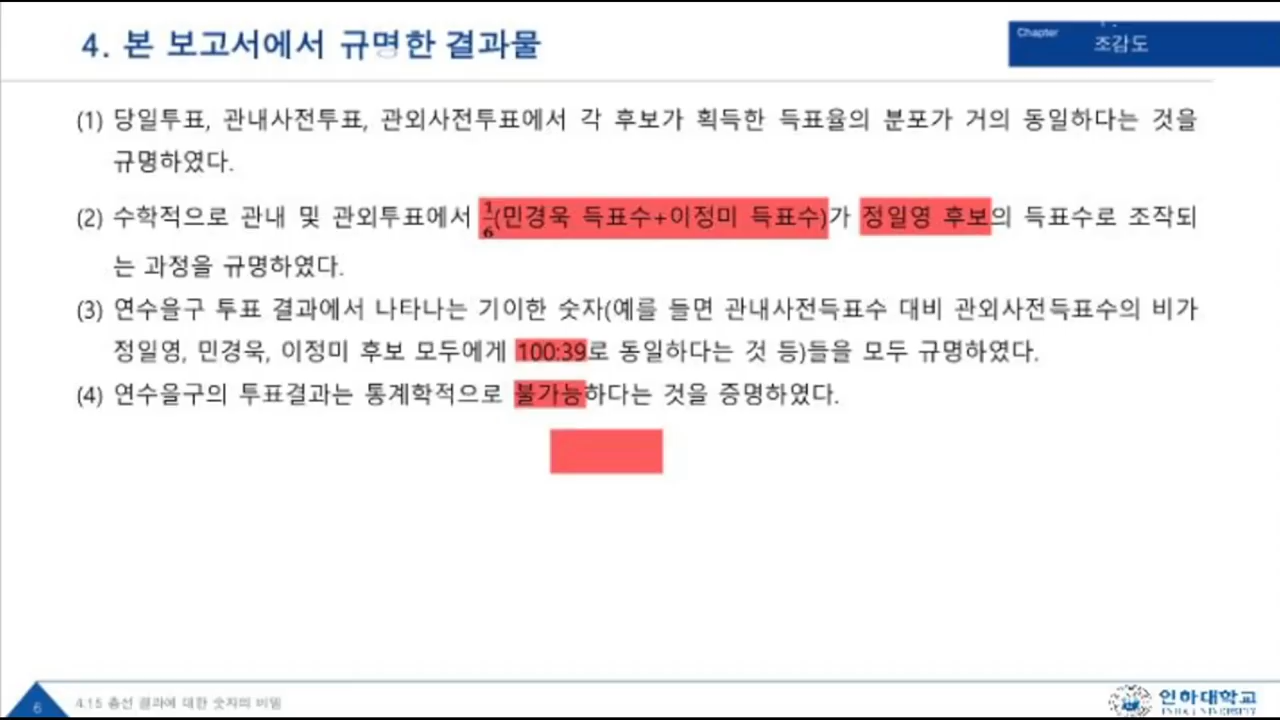 4. 본 보고서에서 규명한 결과물
Chapter
조감도
(1) 당일투표, 관내사전투표, 관외사전투표에서 각 후보가 획득한 득표율의 분포가 거의 동일하다는 것을
규명하였다.
(2) 수학적으로 관내 및 관외투표에서 1/6(민경욱 득표수+이정미 득표수)가 정일영 후보의 득표수로 조작되
는 과정을 규명하였다.
(3) 연수을구 투표 결과에서 나타나는 기이한 숫자(예를 들면 관내사전득표수 대비 관외사전득표수의 비가
정일영, 민경욱, 이정미 후보 모두에게 100:39로 동일하다는 것 등)들을 모두 규명하였다.
(4) 연수을구의 투표결과는 통계학적으로 불가능하다는 것을 증명하였다.
6
4.15 총선 결과에 대한 숫자의 비밀
인하대학교
INHA UNIVERSITY